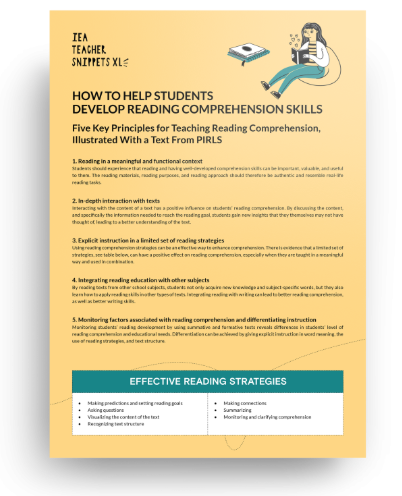 IEA
TEACHER
SNIPPETS XL
HOW TO HELP STUDENTS
DEVELOP READING COMPREHENSION SKILLS
Five Key Principles for Teaching Reading Comprehension,
Illustrated With a Text From PIRLS
1. Reading in a meaningful and functional context
Students should experience that reading and having well-developed comprehension skills can be important, valuable, and useful
to them. The reading materials, reading purposes, and reading approach should therefore be authentic and resemble real-life
reading tasks.
2. In-depth interaction with texts
Interacting with the content of a text has a positive influence on students' reading comprehension. By discussing the content,
and specifically the information needed to reach the reading goal, students gain new insights that they themselves may not have
thought of, leading to a better understanding of the text.
3. Explicit instruction in a limited set of reading strategies
Using reading comprehension strategies can be an effective way to enhance comprehension. There is evidence that a limited set of
strategies, see table below, can have a positive effect on reading comprehension, especially when they are taught in a meaningful
way and used in combination.
4. Integrating reading education with other subjects
By reading texts from other school subjects, students not only acquire new knowledge and subject-specific words, but they also
learn how to apply reading skills in other types of texts. Integrating reading with writing can lead to better reading comprehension,
as well as better writing skills.
5. Monitoring factors associated with reading comprehension and differentiating instruction
Monitoring students' reading development by using summative and formative tests reveals differences in students' level of
reading comprehension and educational needs. Differentiation can be achieved by giving explicit instruction in word meaning, the
use of reading strategies, and text structure.
EFFECTIVE READING STRATEGIES
• Making predictions and setting reading goals
• Asking questions
• Visualizing the content of the text
• Recognizing text structure
• Making connections
• Summarizing
• Monitoring and clarifying comprehension